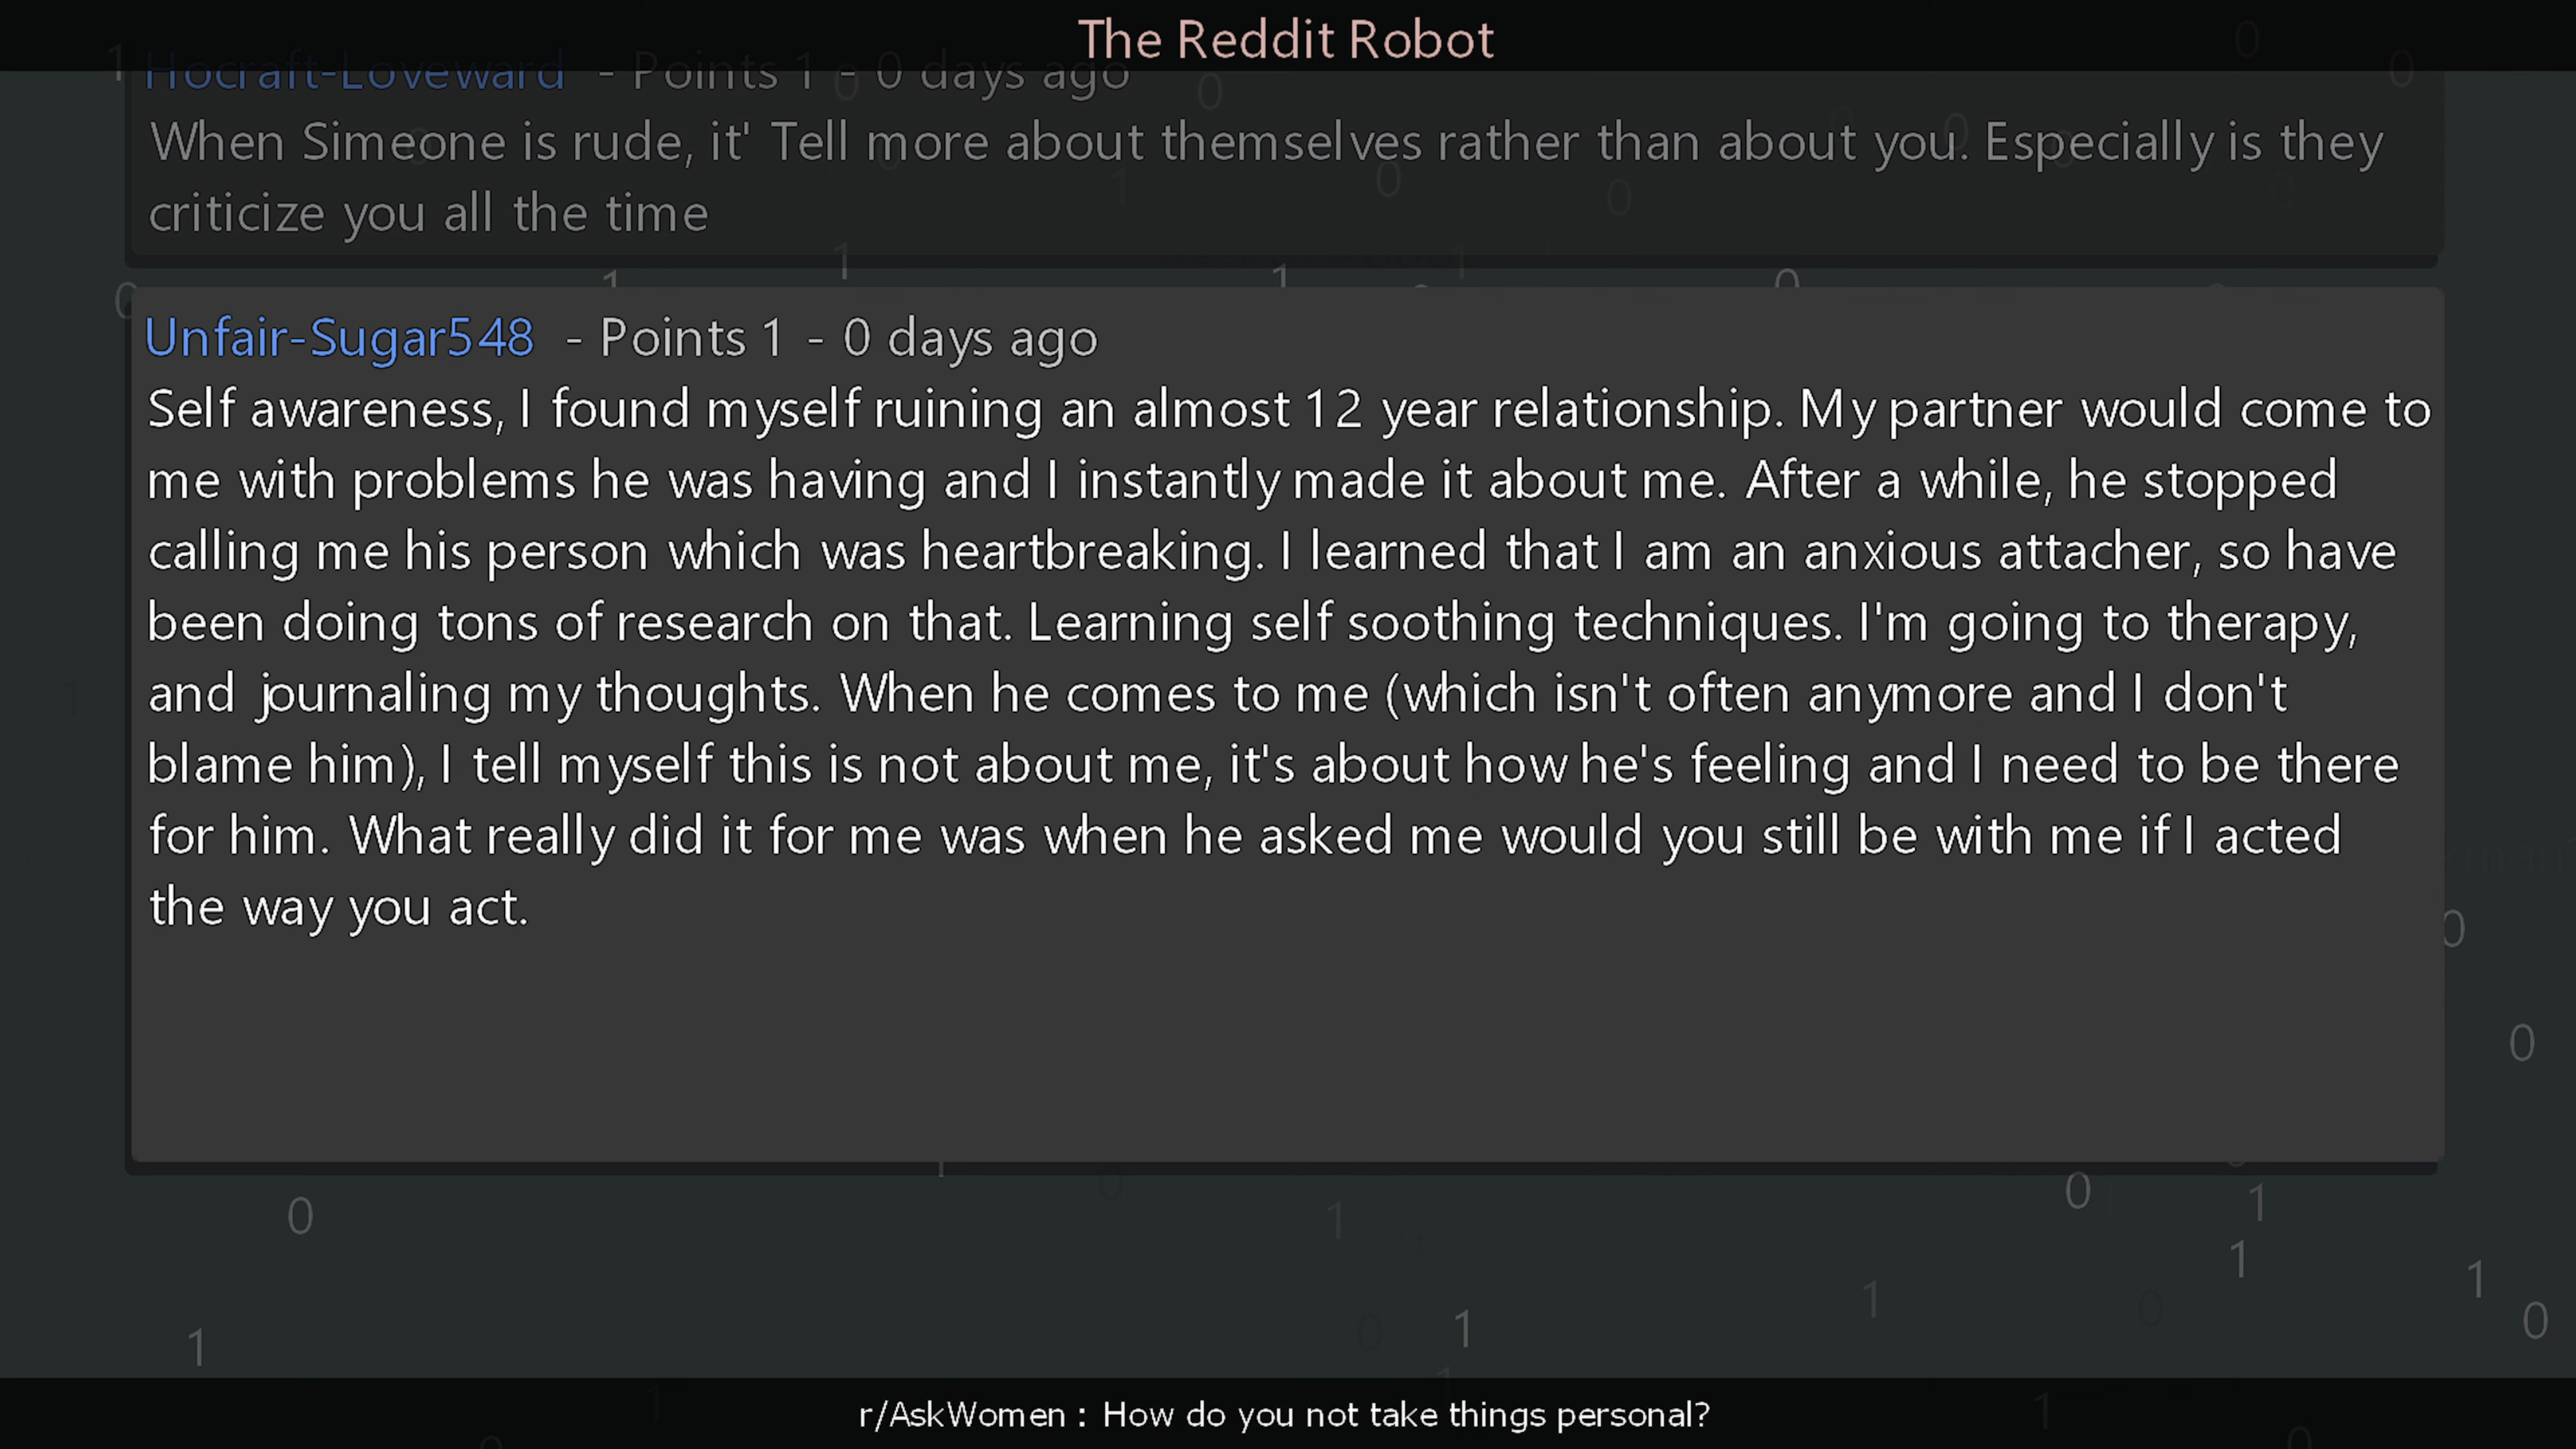 The Reddit Robot
Hocraft-Loveward - Points 1 - 0 days ago
When Simeone is rude, it' Tell more about themselves rather than about you. Especially is they
criticize you all the time
Unfair-Sugar548 - Points 1 - 0 days ago
Self awareness, I found myself ruining an almost 12 year relationship. My partner would come to
me with problems he was having and I instantly made it about me. After a while, he stopped
calling me his person which was heartbreaking. I learned that I am an anxious attacher, so have
been doing tons of research on that. Learning self soothing techniques. I'm going to therapy,
and journaling my thoughts. When he comes to me (which isn't often anymore and I don't
blame him), I tell myself this is not about me, it's about how he's feeling and I need to be there
for him. What really did it for me was when he asked me would you still be with me if I acted
the way you act.
r/AskWomen : How do you not take things personal?